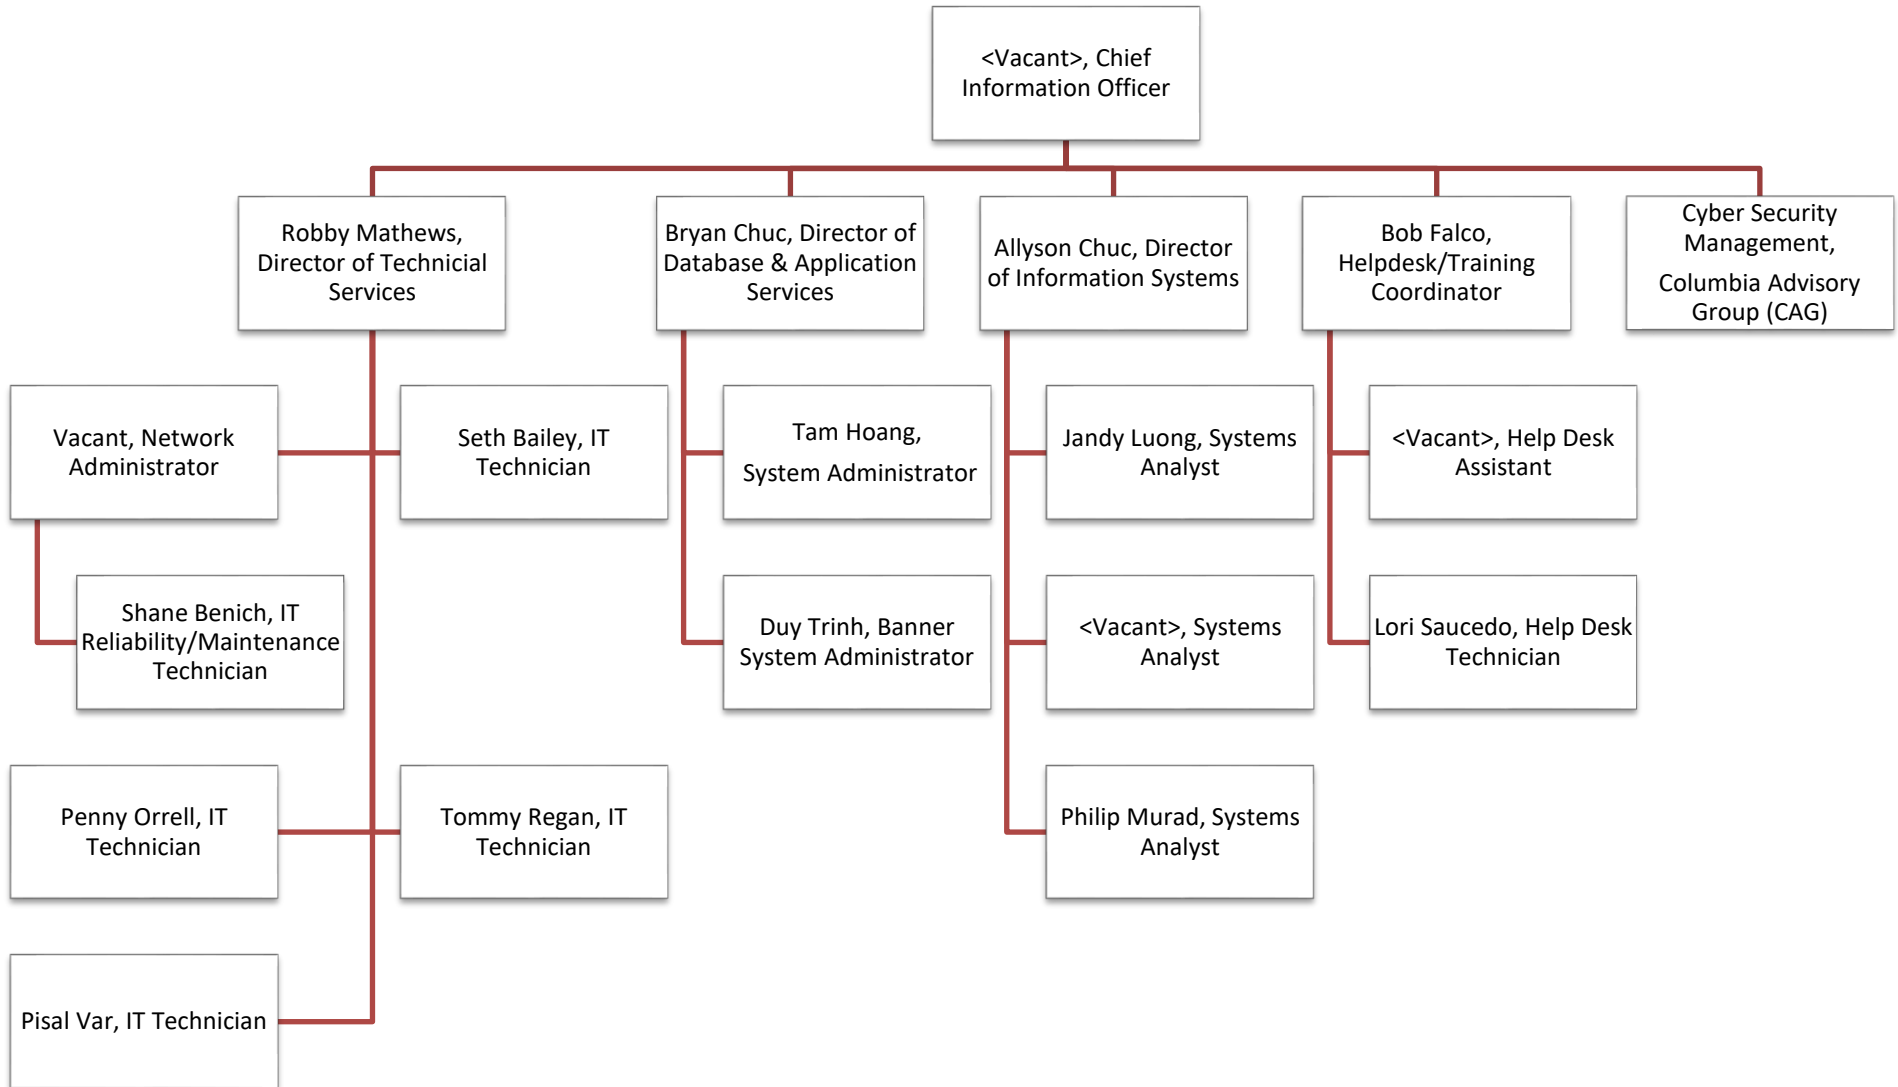 <Vacant>, Chief
Information Officer
Robby Mathews,
Director of Technicial
Services
Bryan Chuc, Director of
Database & Application
Services
Allyson Chuc, Director
of Information Systems
Bob Falco,
Helpdesk/Training
Coordinator
Cyber Security
Management,
Columbia Advisory
Group (CAG)
Vacant, Network
Administrator
Seth Bailey, IT
Technician
Tam Hoang,
System Administrator
Jandy Luong, Systems
Analyst
<Vacant>, Help Desk
Assistant
Shane Benich, IT
Reliability/Maintenance
Technician
Duy Trinh, Banner
System Administrator
<Vacant>, Systems
Analyst
Lori Saucedo, Help Desk
Technician
Penny Orrell, IT
Technician
Tommy Regan, IT
Technician
Philip Murad, Systems
Analyst
Pisal Var, IT Technician